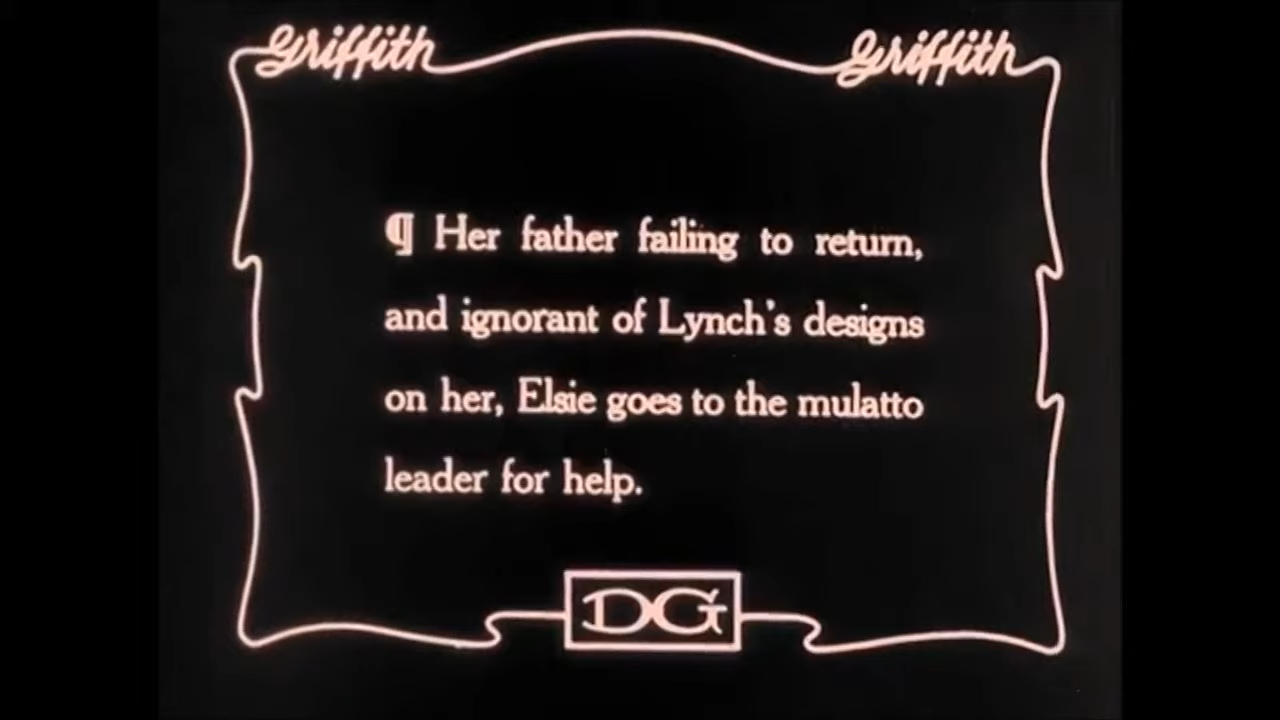 Griffith Griffith
¶ Her father failing to return,
and ignorant of Lynch's designs
on her, Elsie goes to the mulatto
leader for help.
DG